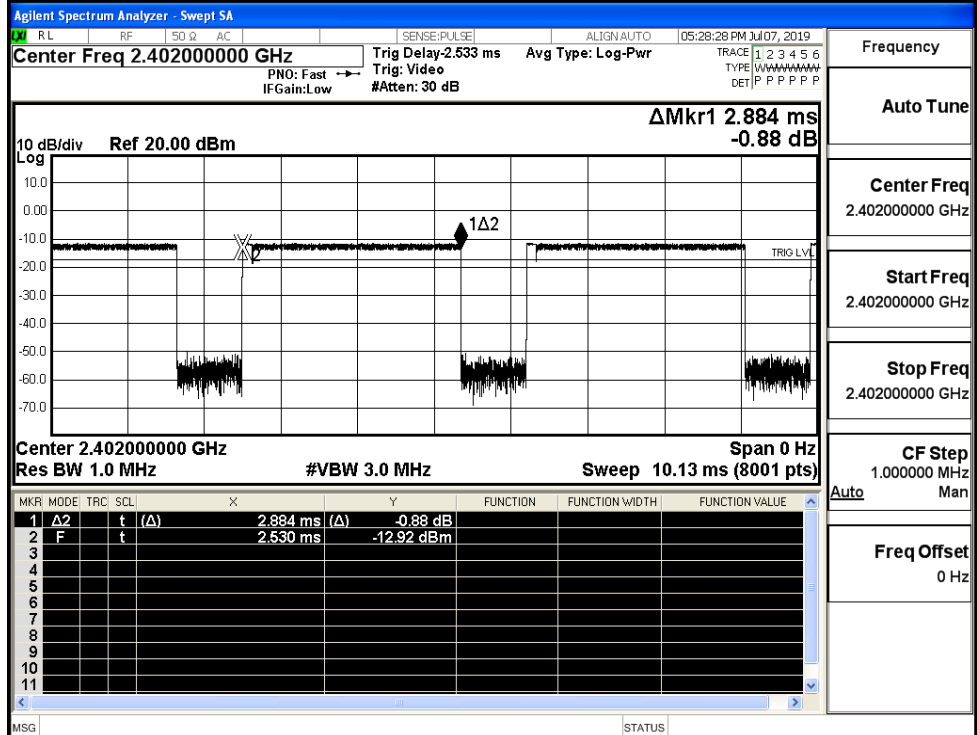 Agilent Spectrum Analyzer - Swept SA
LXI RL RF 50 Ω AC SENSE:PULSE ALIGN AUTO 05:28:28 PM Jul 07, 2019
Center Freq 2.402000000 GHz
PNO: Fast
IFGain:Low
Trig Delay-2.533 ms
Trig: Video
#Atten: 30 dB
Avg Type: Log-Pwr
TRACE 1 2 3 4 5 6
TYPE WWWWWW
DET P P P P P P
ΔMkr1 2.884 ms
-0.88 dB
10 dB/div Ref 20.00 dBm
Log
10.0
0.00
-10.0
-20.0
-30.0
-40.0
-50.0
-60.0
-70.0
1Δ2
2
TRIG LVL
Center 2.402000000 GHz Span 0 Hz
Res BW 1.0 MHz #VBW 3.0 MHz Sweep 10.13 ms (8001 pts)
MKR MODE TRC SCL X Y FUNCTION FUNCTION WIDTH FUNCTION VALUE
1 Δ2 t (Δ) 2.884 ms (Δ) -0.88 dB
2 F t 2.530 ms -12.92 dBm
3
4
5
6
7
8
9
10
11
MSG STATUS
Frequency
Auto Tune
Center Freq
2.402000000 GHz
Start Freq
2.402000000 GHz
Stop Freq
2.402000000 GHz
CF Step
1.000000 MHz
Auto Man
Freq Offset
0 Hz